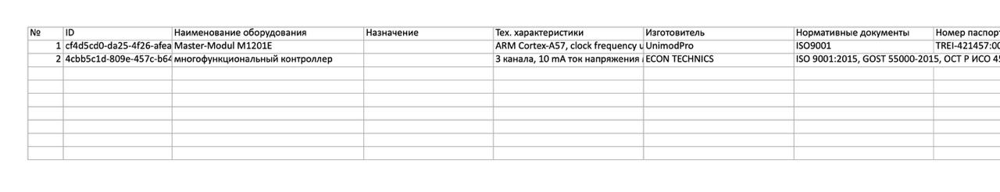 № ID Наименование оборудования Назначение Тех. характеристики Изготовитель Нормативные документы Номер паспорт
1 cf4d5cd0-da25-4f26-afea Master-Modul M1201E ARM Cortex-A57, clock frequency u UnimodPro ISO9001 TREI-421457:00
2 4cbb5c1d-809e-457c-b64 многофункциональный контроллер 3 канала, 10 mA ток напряжения ECON TECHNICS ISO 9001:2015, GOST 55000-2015, ОСТ Р ИСО